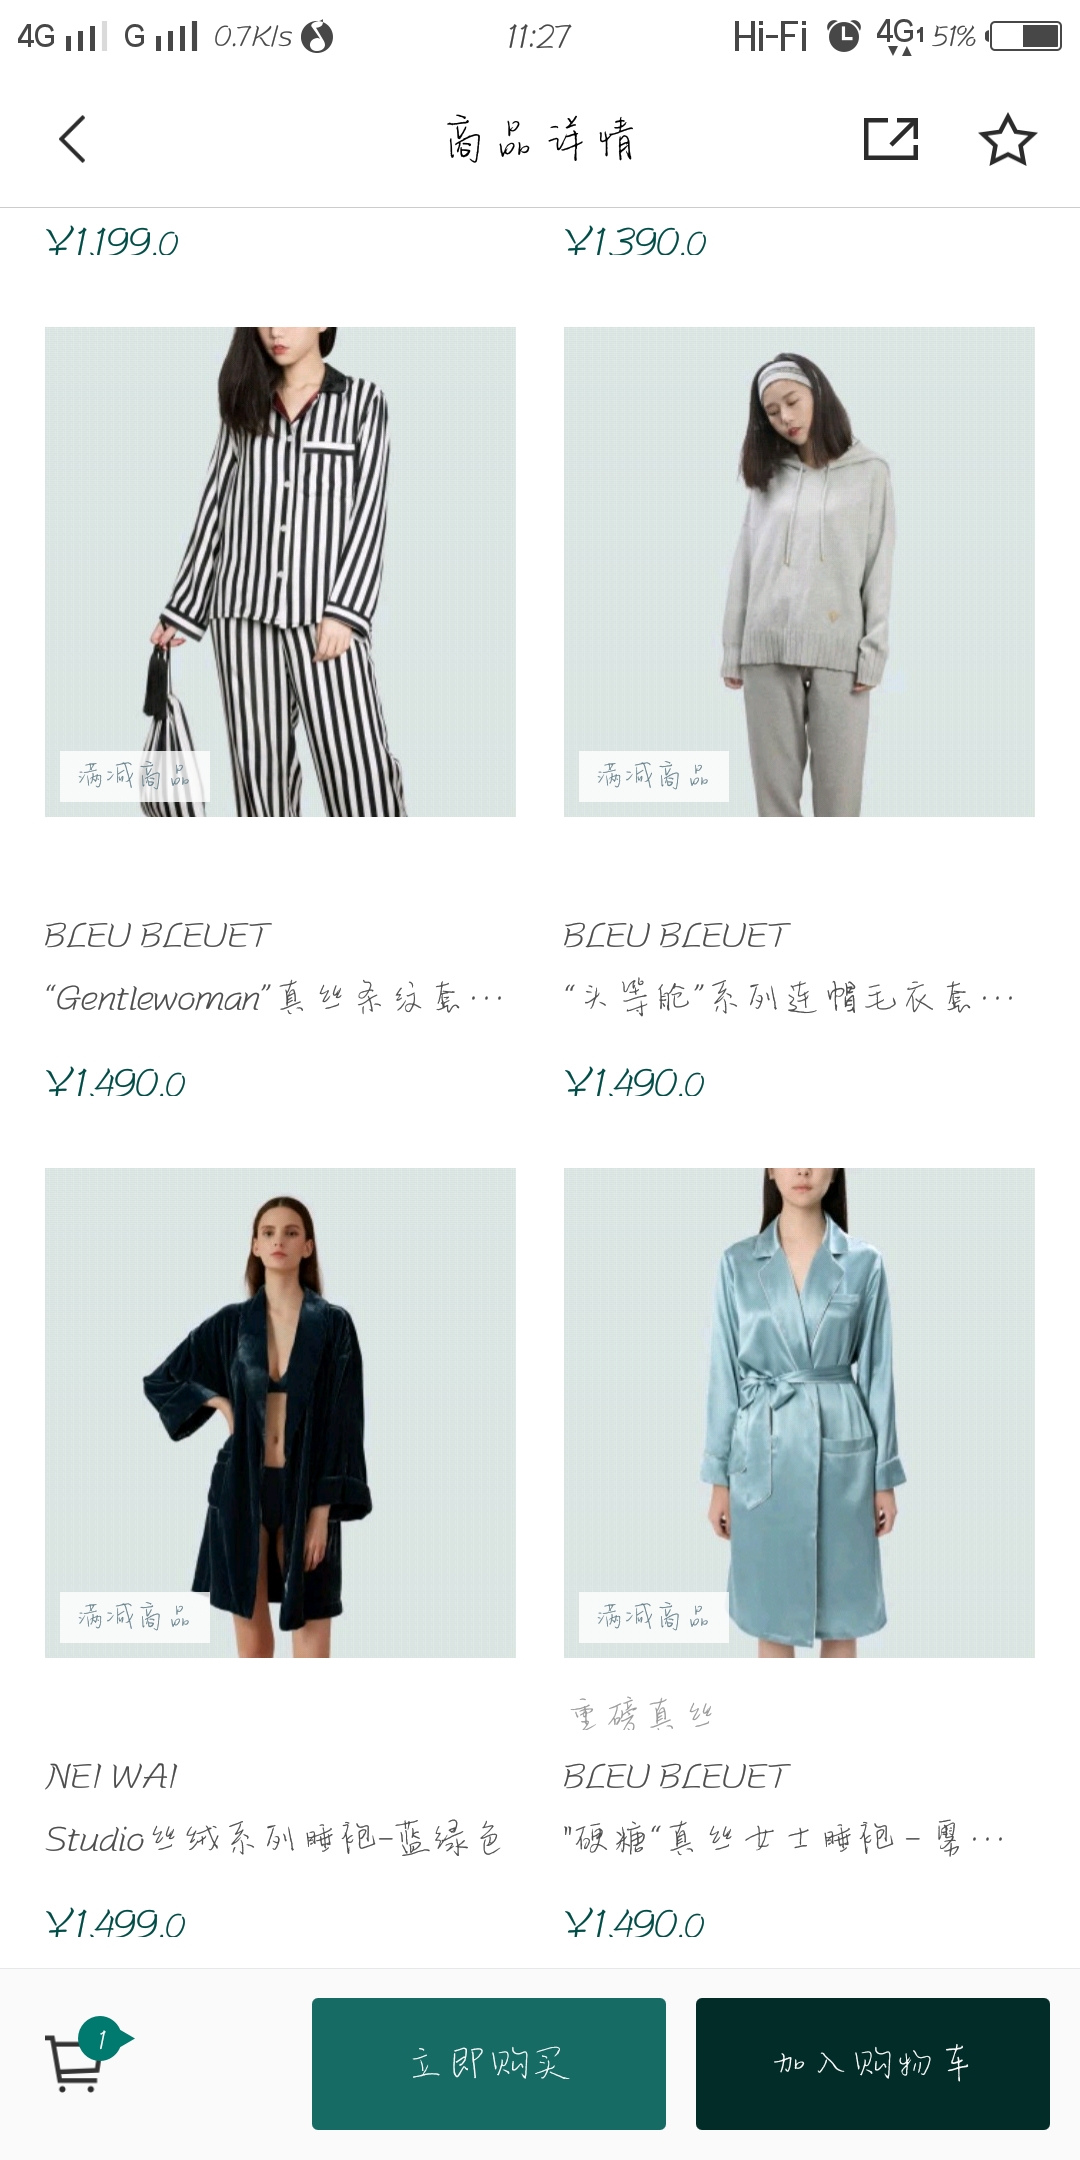 4G G 0.7K/s 11:27 Hi-Fi 4G1 51%
商品详情
¥1,199.0 ¥1,390.0
满减商品 满减商品
BLEU BLEUET BLEU BLEUET
“Gentlewoman”真丝条纹套… “头等舱”系列连帽毛衣套…
¥1,490.0 ¥1,490.0
满减商品 满减商品
重磅真丝
NEI WAI BLEU BLEUET
Studio丝绒系列睡袍-蓝绿色 "硬糖“真丝女士睡袍 -…
¥1,499.0 ¥1,490.0
1
立即购买 加入购物车